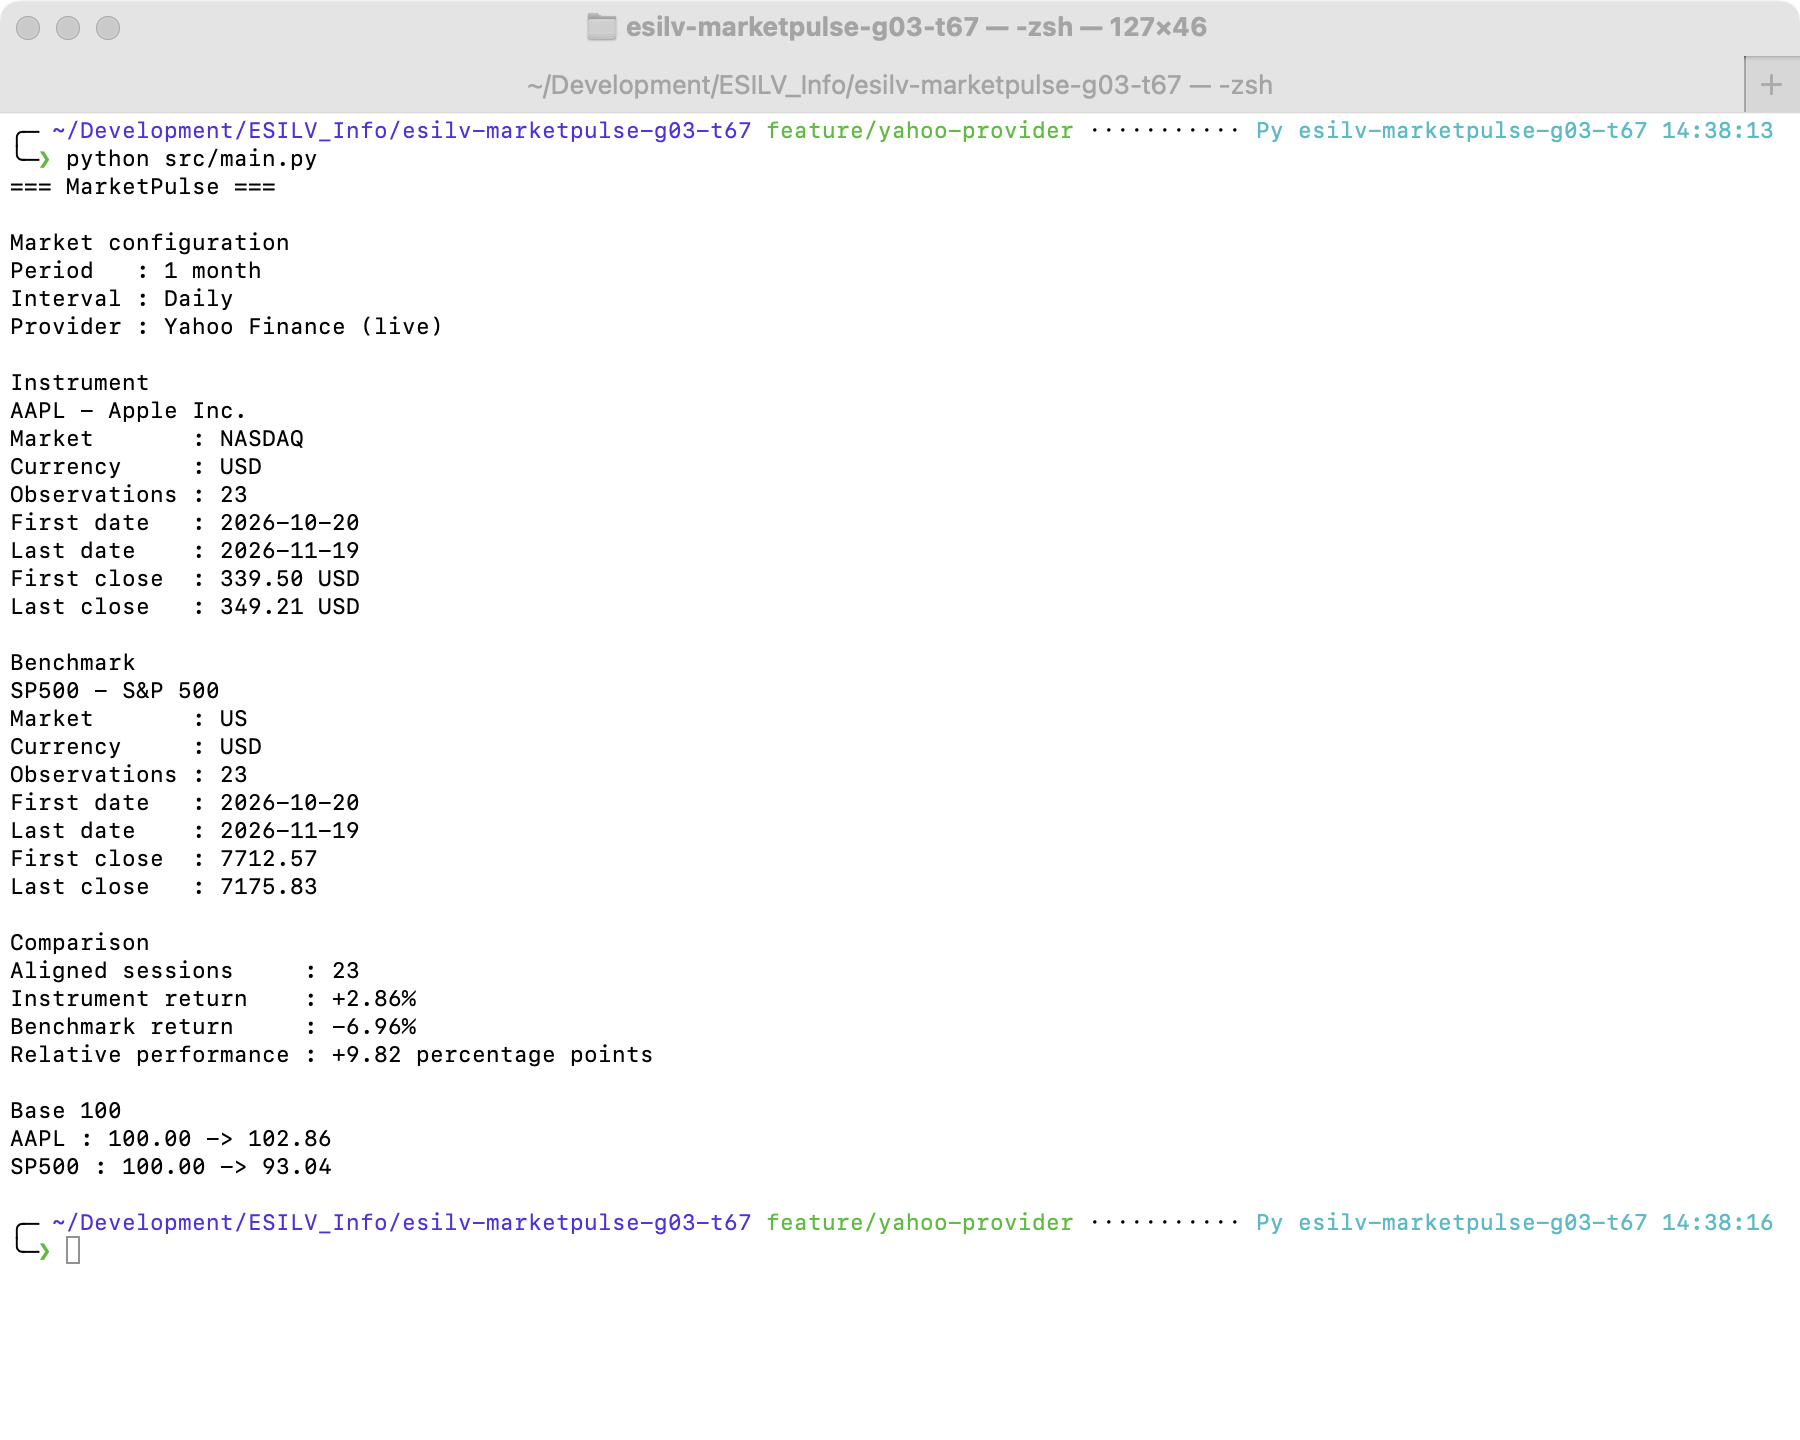 esilv-marketpulse-g03-t67 — -zsh — 127×46
~/Development/ESILV_Info/esilv-marketpulse-g03-t67 — -zsh
+
~/Development/ESILV_Info/esilv-marketpulse-g03-t67 feature/yahoo-provider ··········· Py esilv-marketpulse-g03-t67 14:38:13
❯ python src/main.py
=== MarketPulse ===
Market configuration
Period   : 1 month
Interval : Daily
Provider : Yahoo Finance (live)
Instrument
AAPL - Apple Inc.
Market       : NASDAQ
Currency     : USD
Observations : 23
First date   : 2026-10-20
Last date    : 2026-11-19
First close  : 339.50 USD
Last close   : 349.21 USD
Benchmark
SP500 - S&P 500
Market       : US
Currency     : USD
Observations : 23
First date   : 2026-10-20
Last date    : 2026-11-19
First close  : 7712.57
Last close   : 7175.83
Comparison
Aligned sessions     : 23
Instrument return    : +2.86%
Benchmark return     : -6.96%
Relative performance : +9.82 percentage points
Base 100
AAPL : 100.00 -> 102.86
SP500 : 100.00 -> 93.04
~/Development/ESILV_Info/esilv-marketpulse-g03-t67 feature/yahoo-provider ··········· Py esilv-marketpulse-g03-t67 14:38:16
❯